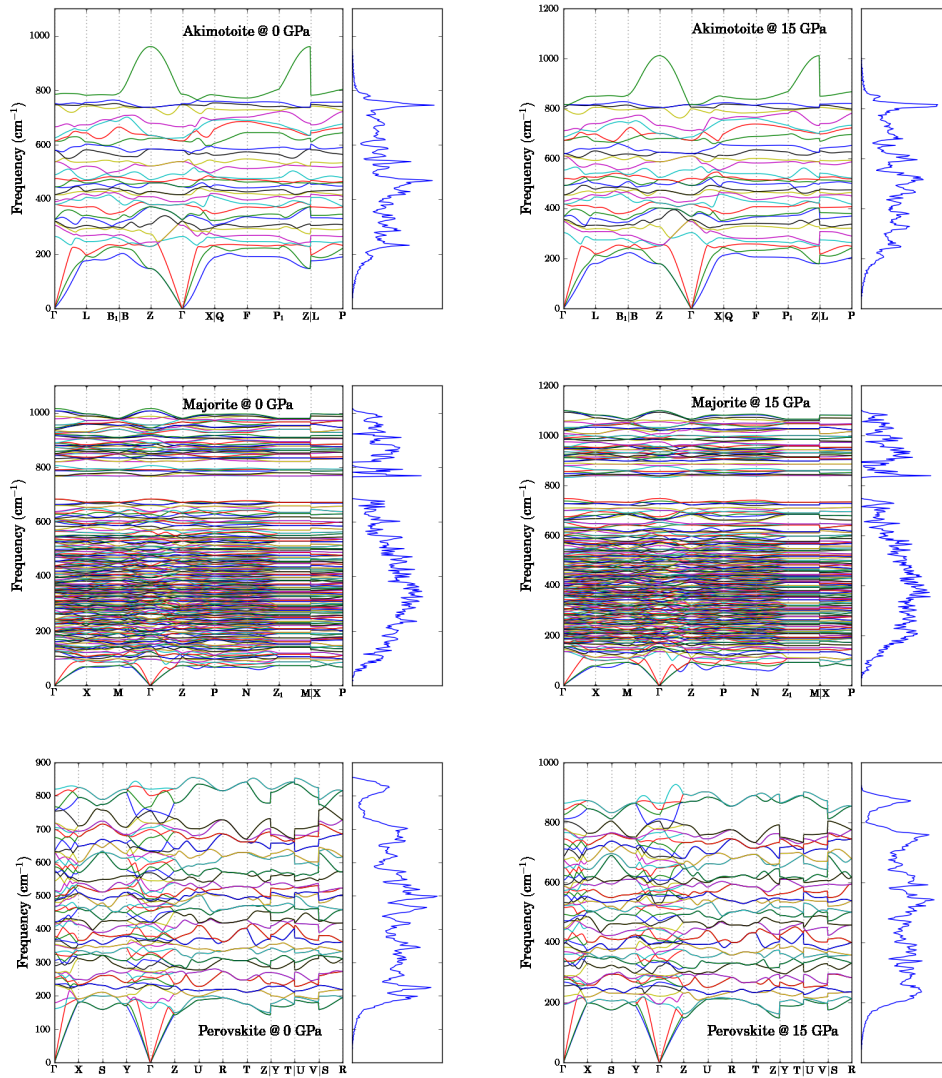 Akimotoite @ 0 GPa
Frequency (cm⁻¹)
1000
800
600
400
200
0
Γ L B₁|B Z Γ X|Q F P₁ Z|L P
Akimotoite @ 15 GPa
Frequency (cm⁻¹)
1200
1000
800
600
400
200
0
Γ L B₁|B Z Γ X|Q F P₁ Z|L P
Majorite @ 0 GPa
Frequency (cm⁻¹)
1000
800
600
400
200
0
Γ X M Γ Z P N Z₁ M|X P
Majorite @ 15 GPa
Frequency (cm⁻¹)
1200
1000
800
600
400
200
0
Γ X M Γ Z P N Z₁ M|X P
Perovskite @ 0 GPa
Frequency (cm⁻¹)
900
800
700
600
500
400
300
200
100
0
Γ X S Y Γ Z U R T Z|Y T|U V|S R
Perovskite @ 15 GPa
Frequency (cm⁻¹)
1000
800
600
400
200
0
Γ X S Y Γ Z U R T Z|Y T|U V|S R